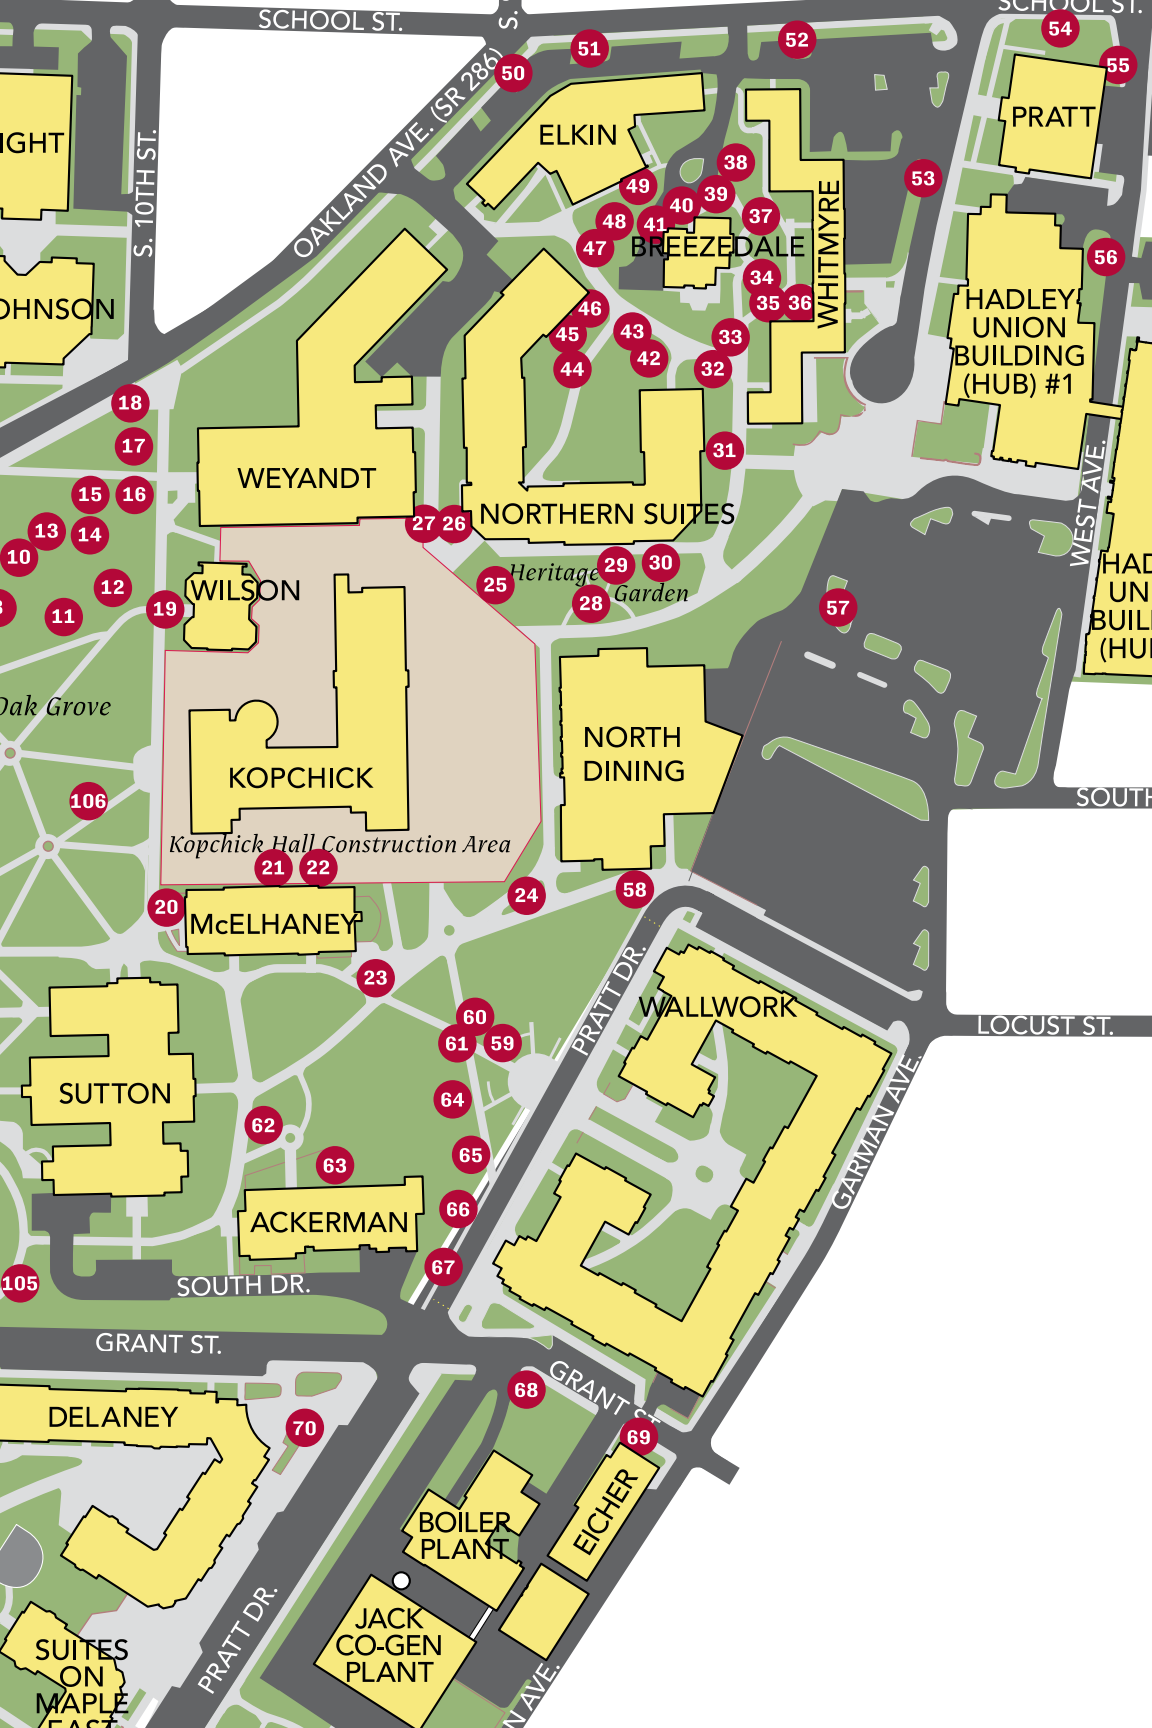 SCHOOL ST.
S.
SCHOOL ST.
54
52
51
55
50
OAKLAND AVE. (SR 286)
S. 10TH ST.
IGHT
ELKIN
PRATT
38
53
49
39
40
48
41
37
47
BREEZEDALE
WHITMYRE
56
34
OHNSON
46
35
36
HADLEY
UNION
BUILDING
(HUB) #1
45
43
33
42
44
32
18
17
31
15
16
WEYANDT
NORTHERN SUITES
27
26
WEST AVE.
13
14
10
Heritage
Garden
29
30
25
12
WILSON
28
HAD
UN
BUIL
(HU
19
11
57
Oak Grove
NORTH
DINING
KOPCHICK
106
SOUTH
Kopchick Hall Construction Area
21
22
24
58
20
McELHANEY
23
PRATT DR.
WALLWORK
60
LOCUST ST.
61
59
SUTTON
64
62
GARMAN AVE.
65
63
66
ACKERMAN
67
105
SOUTH DR.
GRANT ST.
GRANT ST.
68
DELANEY
70
69
EICHER
BOILER
PLANT
PRATT DR.
JACK
CO-GEN
PLANT
SUITES
ON
MAPLE
EAST
N AVE.